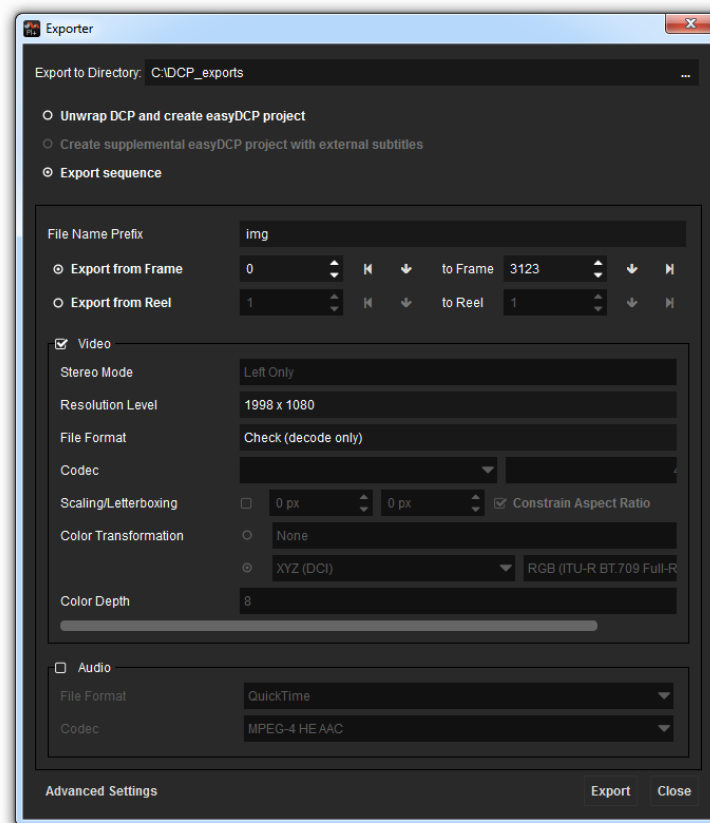 Exporter
Export to Directory: C:\DCP_exports ...
Unwrap DCP and create easyDCP project
Create supplemental easyDCP project with external subtitles
Export sequence
File Name Prefix img
Export from Frame 0 to Frame 3123
Export from Reel 1 to Reel 1
Video
Stereo Mode Left Only
Resolution Level 1998 x 1080
File Format Check (decode only)
Codec
Scaling/Letterboxing 0 px 0 px Constrain Aspect Ratio
Color Transformation None
XYZ (DCI) RGB (ITU-R BT.709 Full-R
Color Depth 8
Audio
File Format QuickTime
Codec MPEG-4 HE AAC
Advanced Settings Export Close